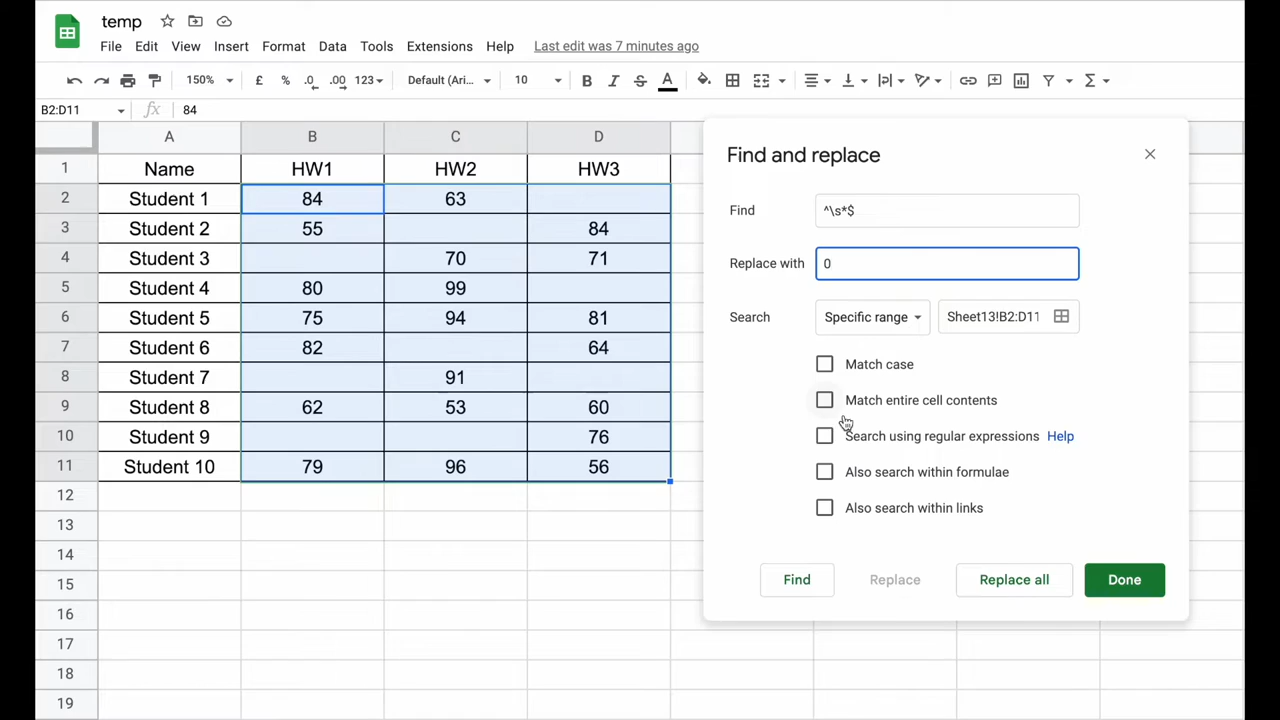 temp
File Edit View Insert Format Data Tools Extensions Help Last edit was 7 minutes ago
150% £ % .0 .00 123 Default (Ari... 10 B I S A Σ
B2:D11 fx 84
A B C D
1 Name HW1 HW2 HW3
2 Student 1 84 63
3 Student 2 55 84
4 Student 3 70 71
5 Student 4 80 99
6 Student 5 75 94 81
7 Student 6 82 64
8 Student 7 91
9 Student 8 62 53 60
10 Student 9 76
11 Student 10 79 96 56
12
13
14
15
16
17
18
19
Find and replace
Find ^\s*$
Replace with 0
Search Specific range Sheet13!B2:D11
Match case
Match entire cell contents
Search using regular expressions Help
Also search within formulae
Also search within links
Find Replace Replace all Done